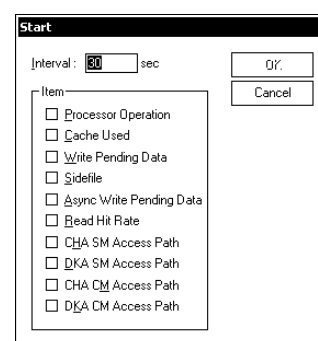 Start
Interval : 30 sec
OK
Cancel
Item
Processor Operation
Cache Used
Write Pending Data
Sidefile
Async Write Pending Data
Read Hit Rate
CHA SM Access Path
DKA SM Access Path
CHA CM Access Path
DKA CM Access Path